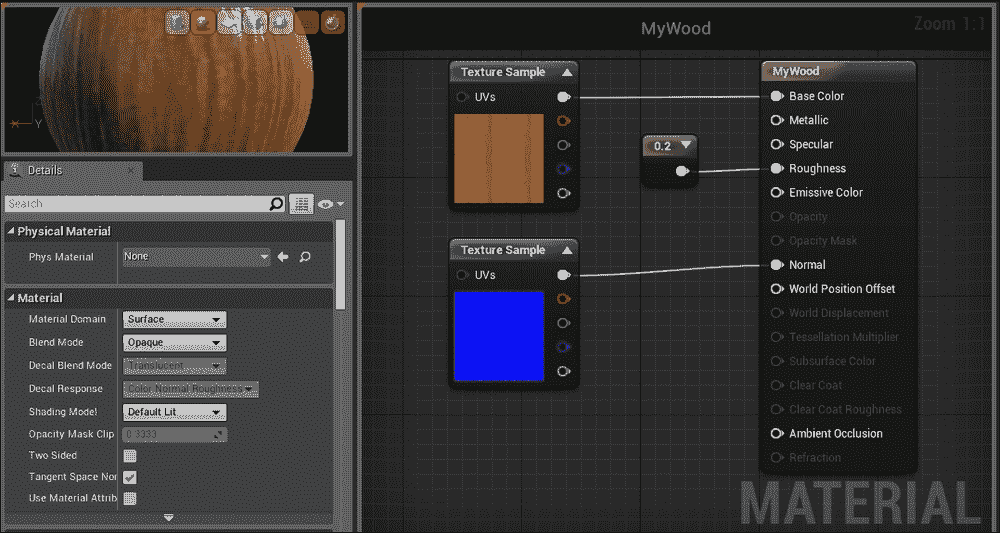 MyWood
Zoom 1:1
Y
Details
Search
Physical Material
Phys Material
None
Material
Material Domain
Surface
Blend Mode
Opaque
Decal Blend Mode
Translucent
Decal Response
Color Normal Roughness
Shading Model
Default Lit
Opacity Mask Clip
0.3333
Two Sided
Tangent Space Nor
Use Material Attrib
Texture Sample
UVs
Texture Sample
UVs
0.2
MyWood
Base Color
Metallic
Specular
Roughness
Emissive Color
Opacity
Opacity Mask
Normal
World Position Offset
World Displacement
Tessellation Multiplier
Subsurface Color
Clear Coat
Clear Coat Roughness
Ambient Occlusion
Refraction
MATERIAL